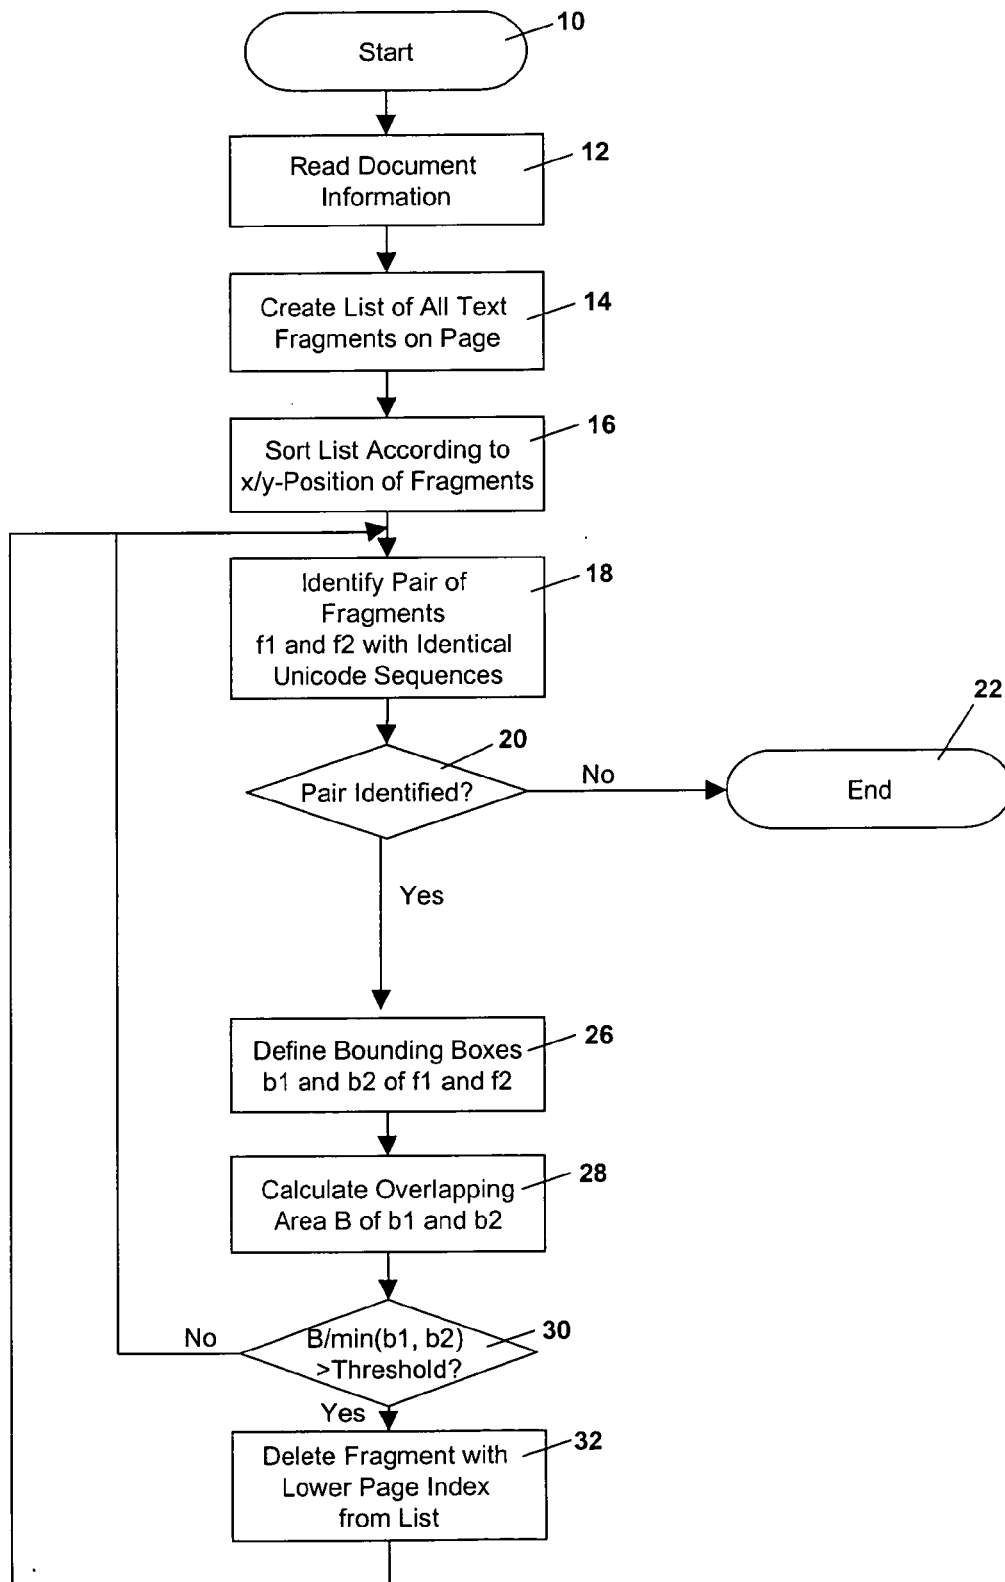 Start
10
Read Document
Information
12
Create List of All Text
Fragments on Page
14
Sort List According to
x/y-Position of Fragments
16
Identify Pair of
Fragments
f1 and f2 with Identical
Unicode Sequences
18
Pair Identified?
20
No
End
22
Yes
Define Bounding Boxes
b1 and b2 of f1 and f2
26
Calculate Overlapping
Area B of b1 and b2
28
B/min(b1, b2)
>Threshold?
30
No
Yes
Delete Fragment with
Lower Page Index
from List
32